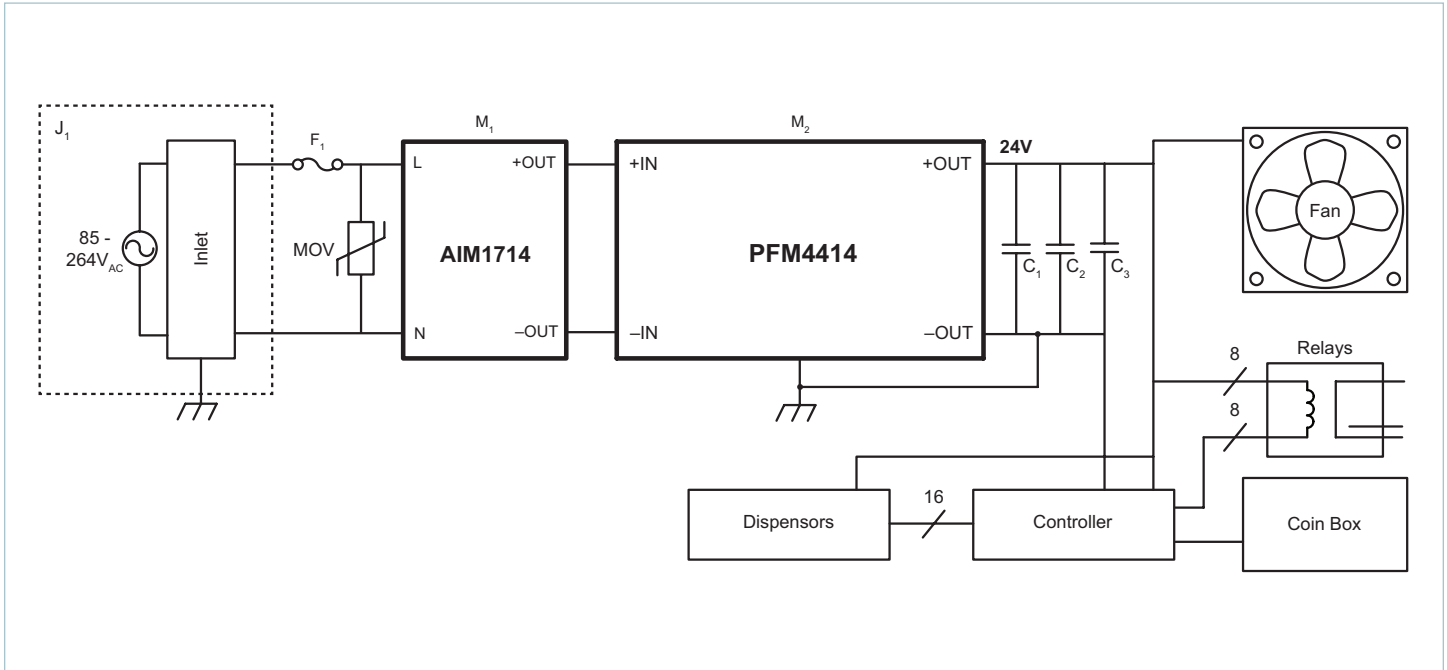 J1
85 -
264VAC
Inlet
F1
MOV
M1
L
+OUT
AIM1714
N
–OUT
M2
+IN
+OUT
PFM4414
–IN
–OUT
24V
C1
C2
C3
Fan
Relays
8
8
Dispensors
16
Controller
Coin Box